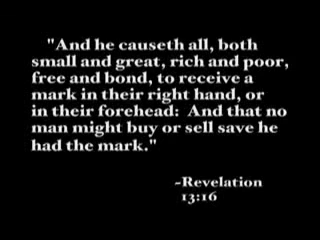 "And he causeth all, both
small and great, rich and poor,
free and bond, to receive a
mark in their right hand, or
in their forehead: And that no
man might buy or sell save he
had the mark."
-Revelation
13:16